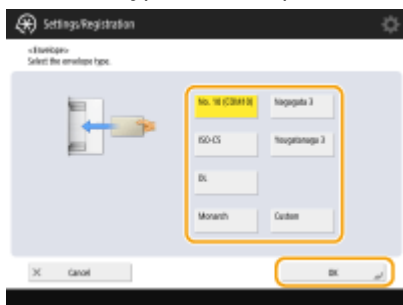 Settings/Registration
<Envelope>
Select the envelope type.
No. 10 (COM10)
Nagagata 3
ISO-C5
Yougatanaga 3
DL
Monarch
Custom
Cancel
OK